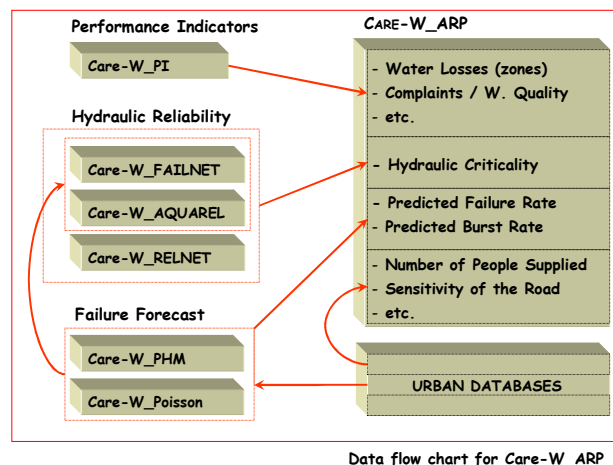 Performance Indicators
Care-W_PI
Hydraulic Reliability
Care-W_FAILNET
Care-W_AQUAREL
Care-W_RELNET
Failure Forecast
Care-W_PHM
Care-W_Poisson
CARE-W_ARP
- Water Losses (zones)
- Complaints / W. Quality
- etc.
- Hydraulic Criticality
- Predicted Failure Rate
- Predicted Burst Rate
- Number of People Supplied
- Sensitivity of the Road
- etc.
URBAN DATABASES
Data flow chart for Care-W ARP